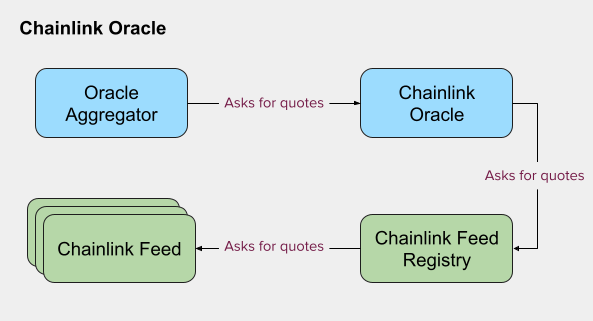 Chainlink Oracle
Oracle
Aggregator
Asks for quotes
Chainlink
Oracle
Asks for quotes
Chainlink Feed
Registry
Asks for quotes
Chainlink Feed